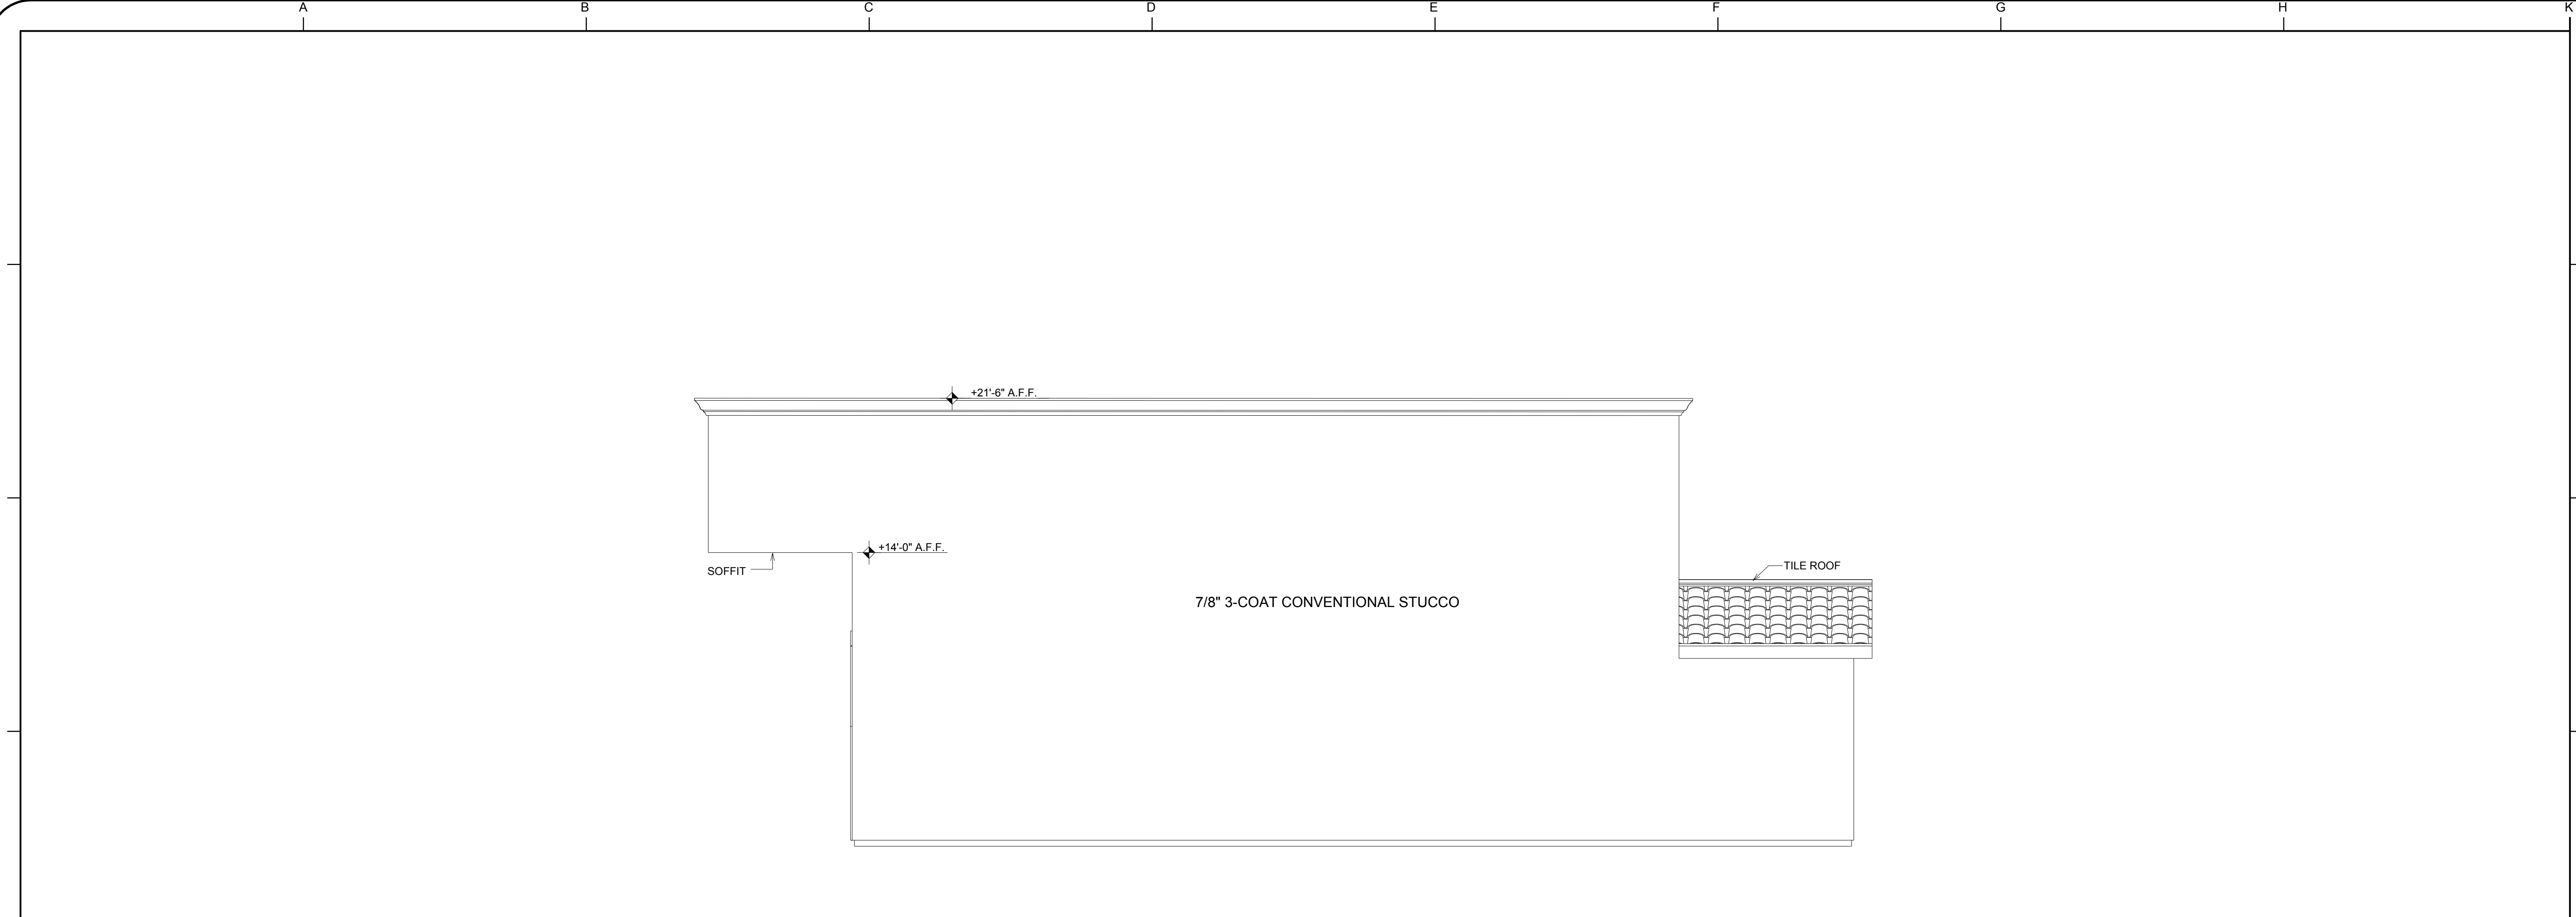 A B C D E F G H K
+21'-6" A.F.F.
+14'-0" A.F.F.
SOFFIT
TILE ROOF
7/8" 3-COAT CONVENTIONAL STUCCO